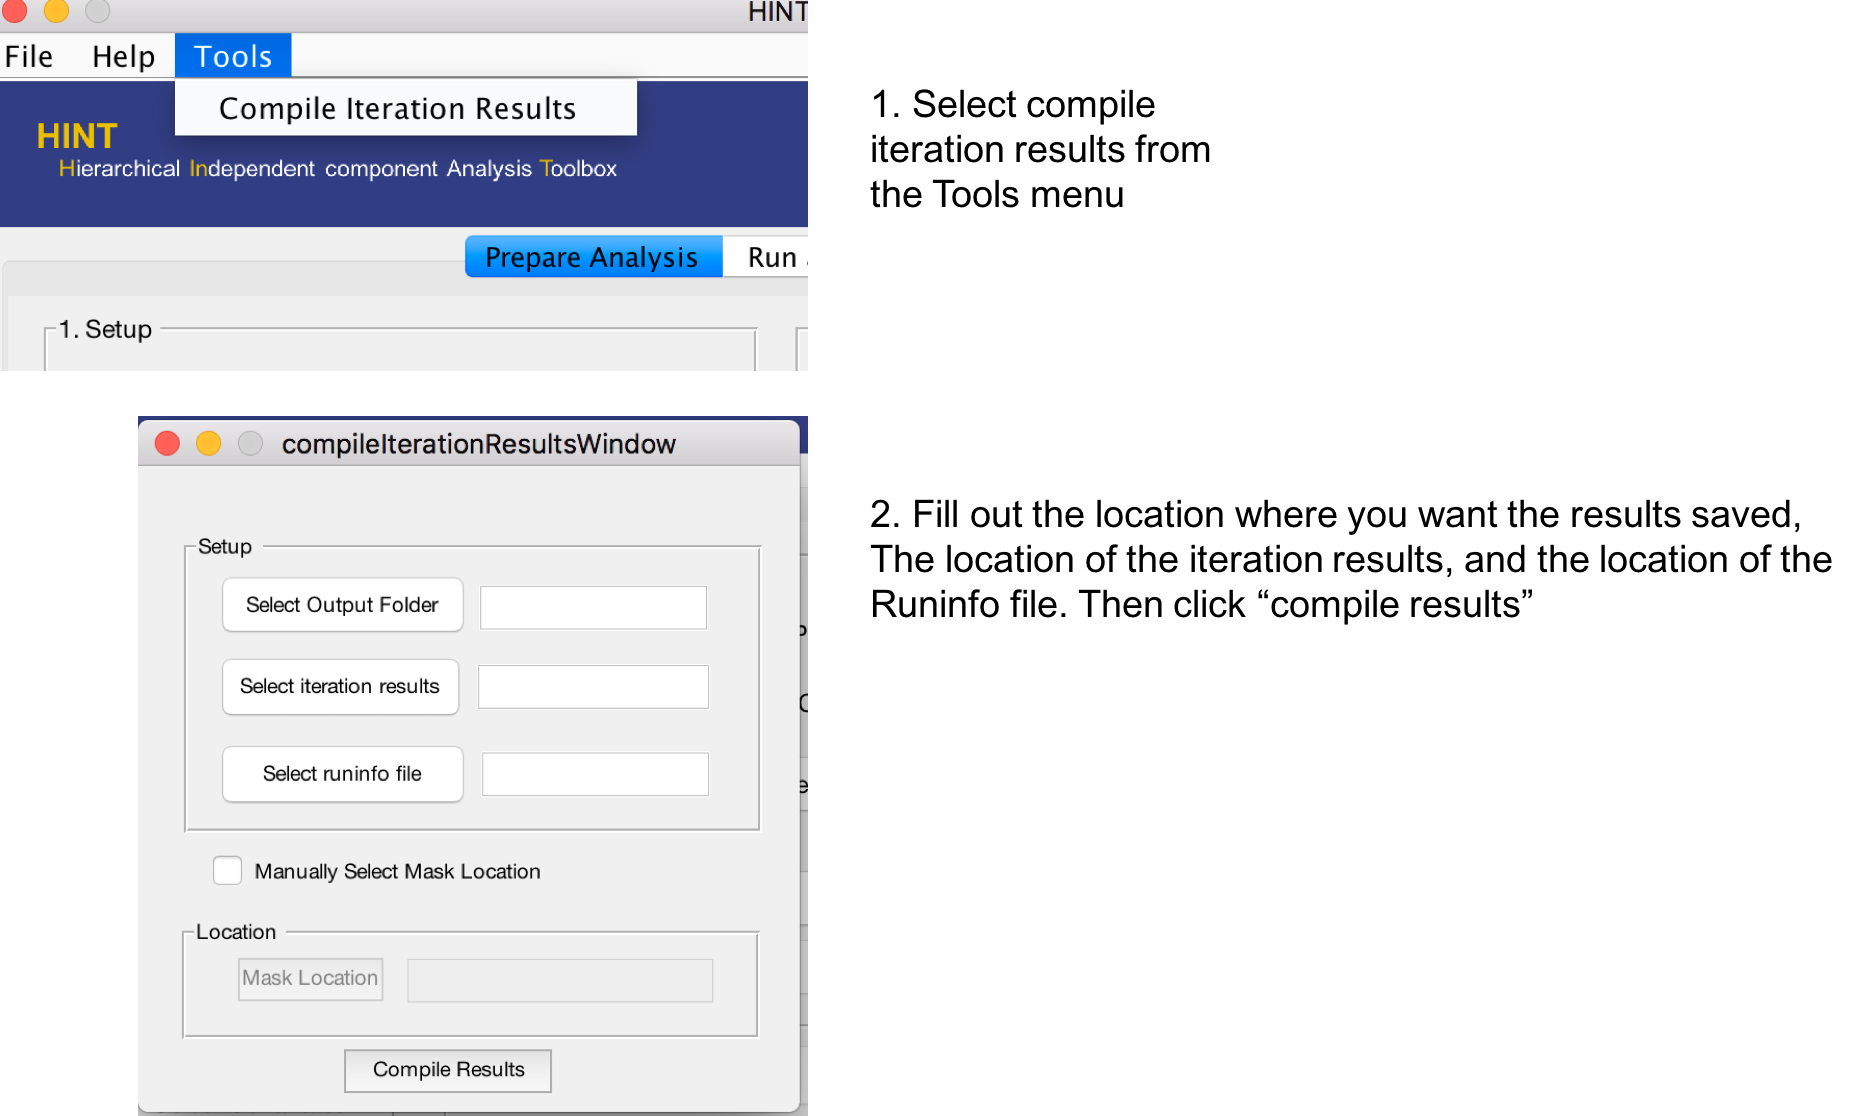 HINT
File Help Tools
Compile Iteration Results
HINT
Hierarchical Independent component Analysis Toolbox
Prepare Analysis Run
1. Setup
1. Select compile
iteration results from
the Tools menu
compileIterationResultsWindow
Setup
Select Output Folder
Select iteration results
Select runinfo file
Manually Select Mask Location
Location
Mask Location
Compile Results
2. Fill out the location where you want the results saved,
The location of the iteration results, and the location of the
Runinfo file. Then click “compile results”